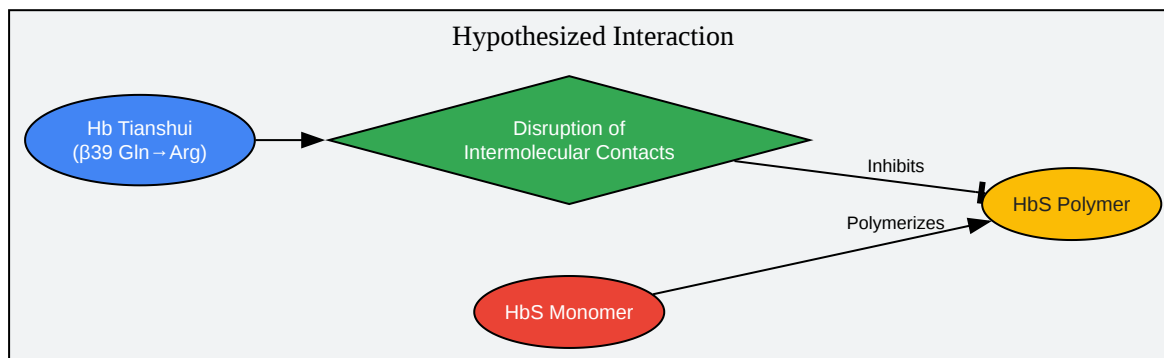 Hypothesized Interaction
Hb Tianshui
(β39 Gln→Arg)
Disruption of
Intermolecular Contacts
Inhibits
HbS Polymer
Polymerizes
HbS Monomer